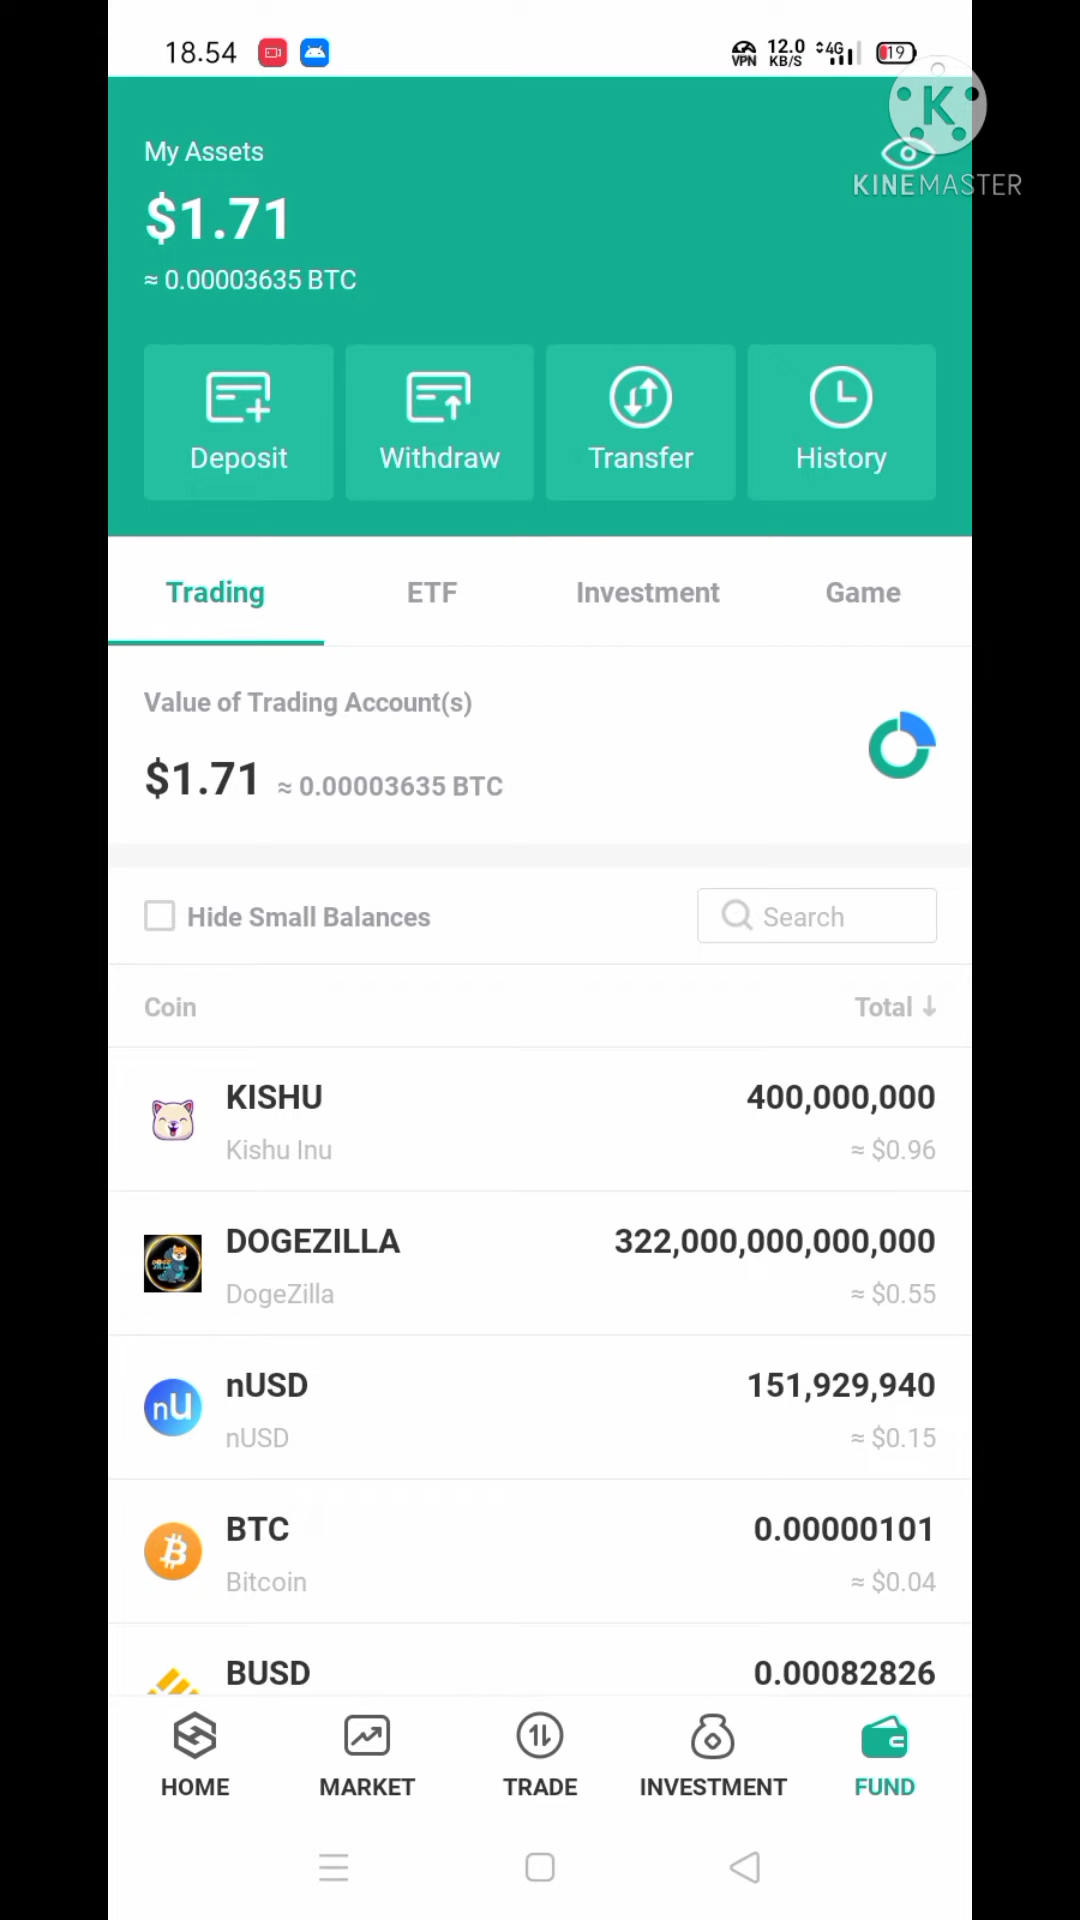 18.54
VPN
12.0
KB/S
4G
19
K
KINEMASTER
My Assets
$1.71
≈ 0.00003635 BTC
Deposit
Withdraw
Transfer
History
Trading
ETF
Investment
Game
Value of Trading Account(s)
$1.71 ≈ 0.00003635 BTC
Hide Small Balances
Search
Coin
Total ↓
KISHU
400,000,000
Kishu Inu
≈ $0.96
DOGEZILLA
322,000,000,000,000
DogeZilla
≈ $0.55
nU
nUSD
151,929,940
nUSD
≈ $0.15
BTC
0.00000101
Bitcoin
≈ $0.04
BUSD
0.00082826
HOME
MARKET
TRADE
INVESTMENT
FUND